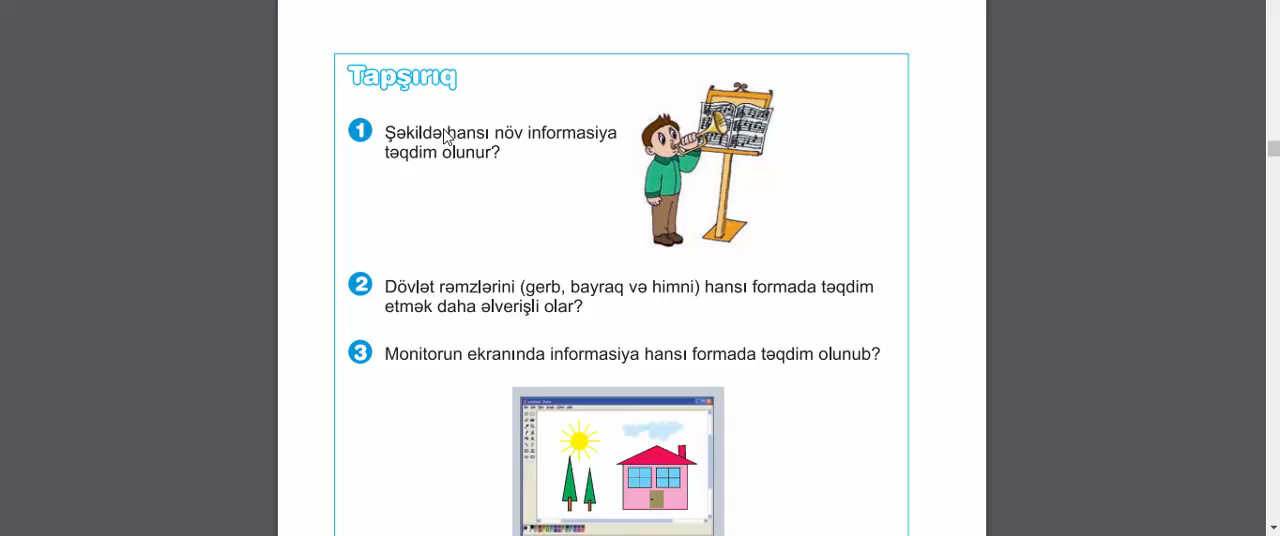 Tapşırıq
1 Şəkildə hansı növ informasiya
təqdim olunur?
2 Dövlət rəmzlərini (gerb, bayraq və himni) hansı formada təqdim
etmək daha əlverişli olar?
3 Monitorun ekranında informasiya hansı formada təqdim olunub?